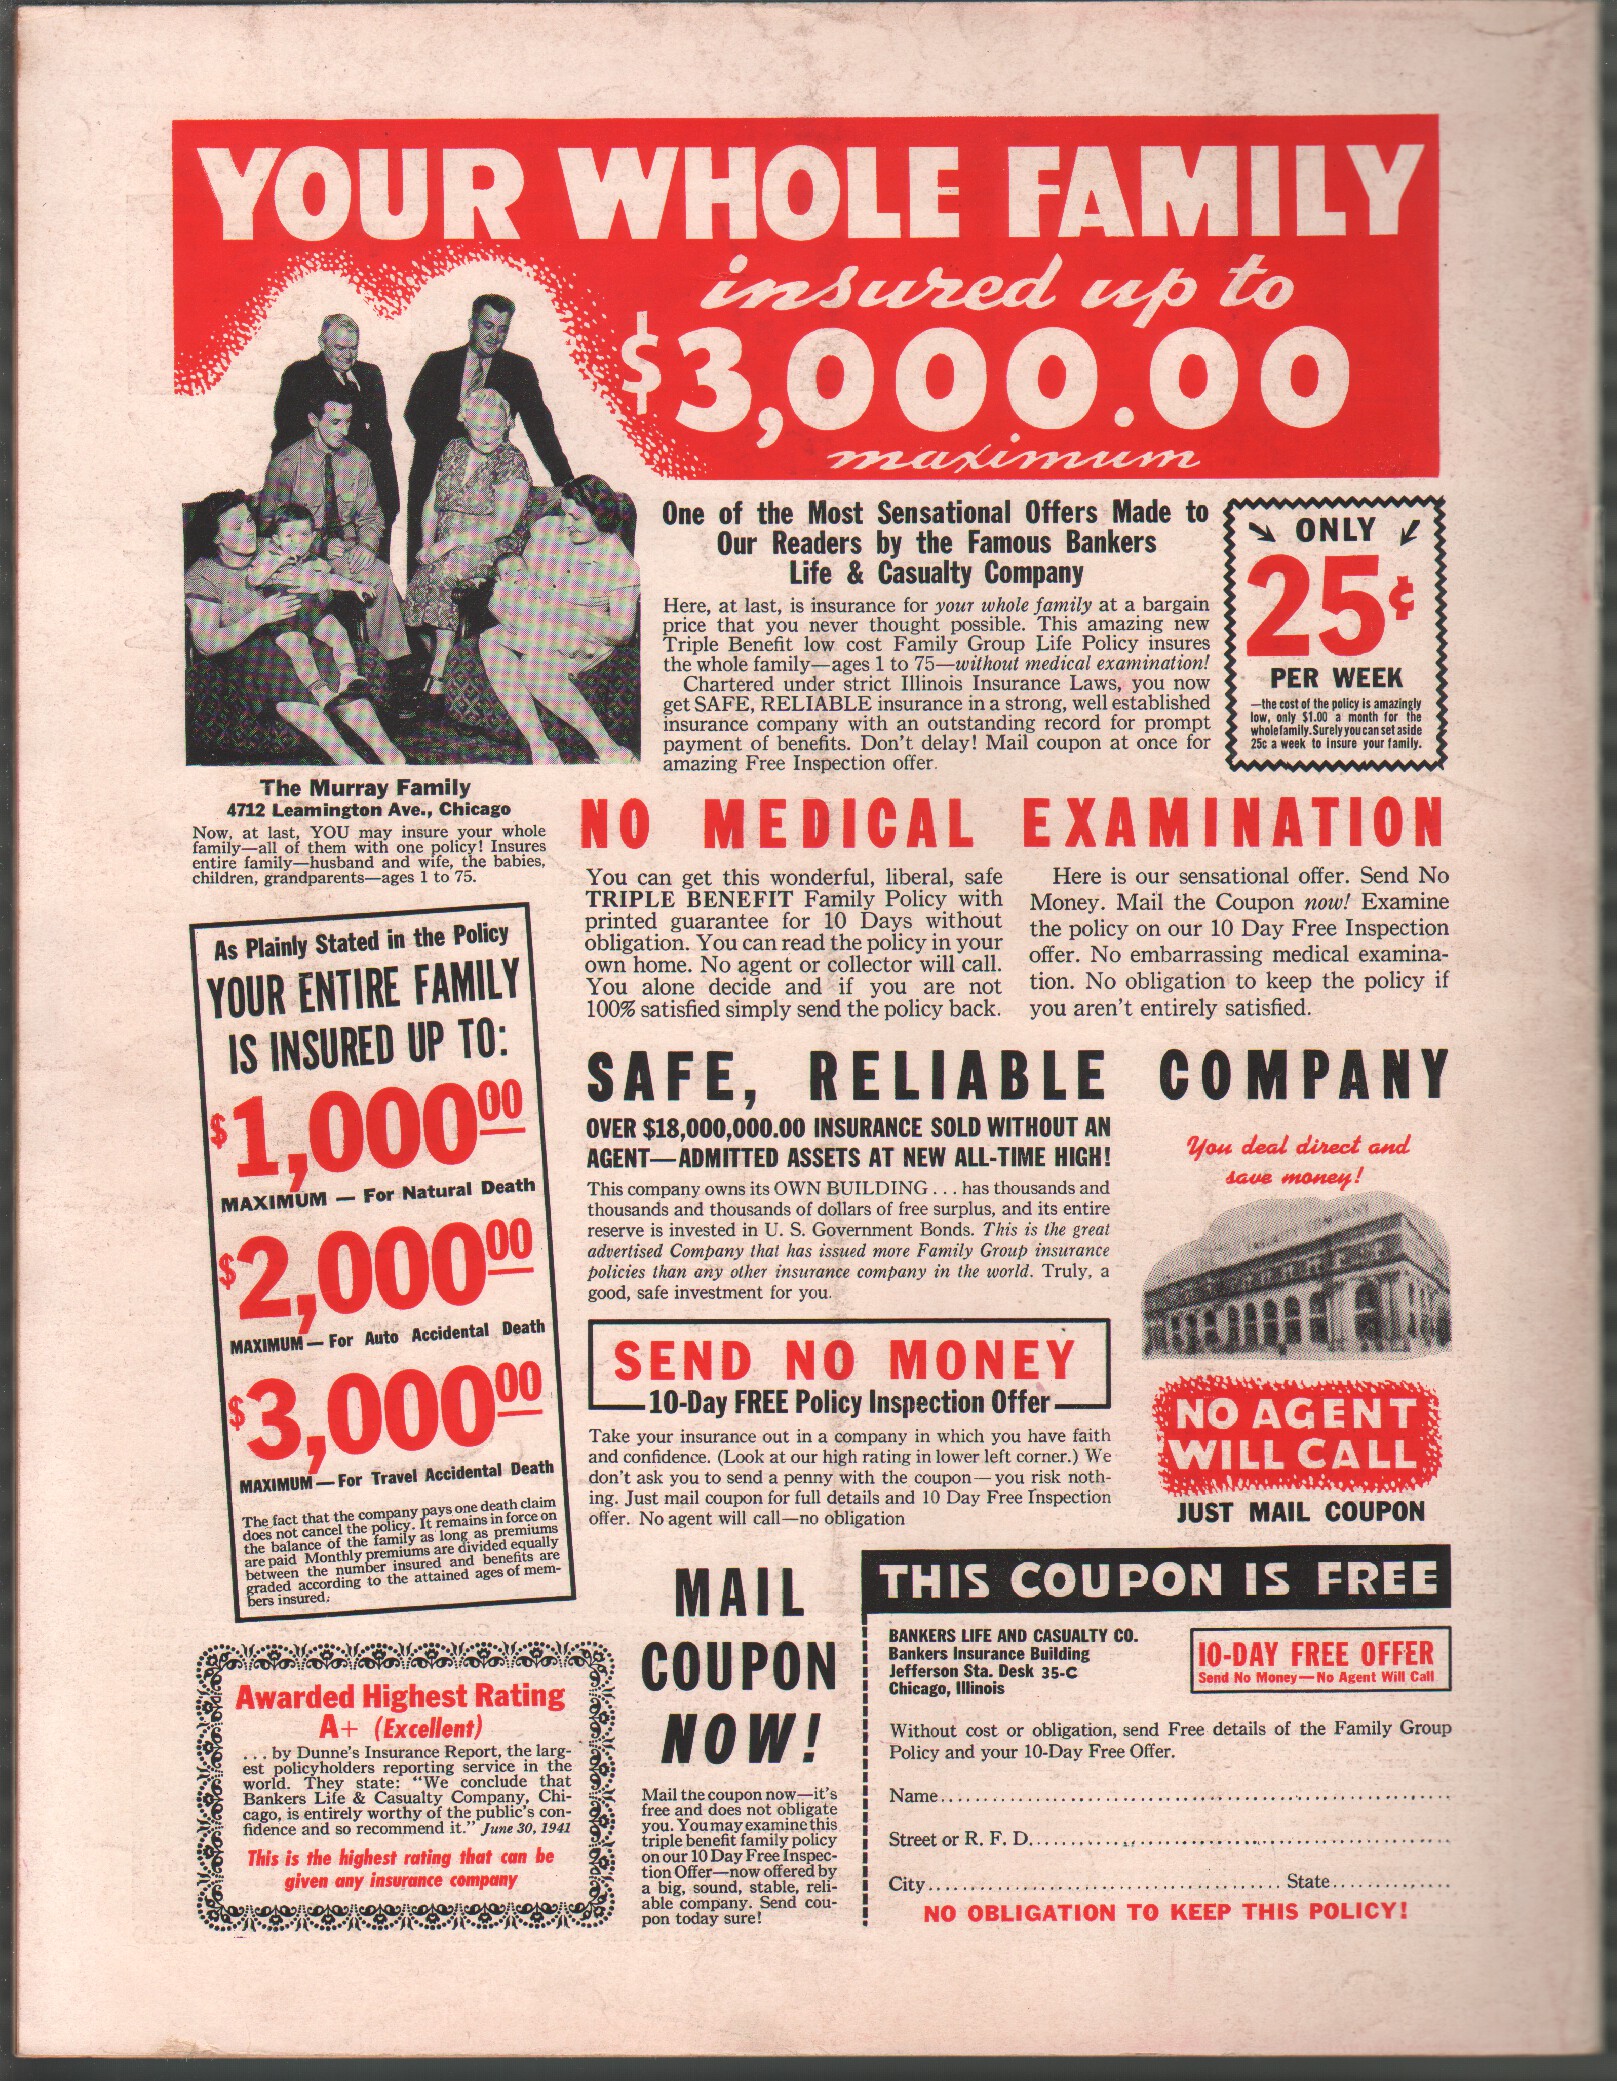 YOUR WHOLE FAMILY
insured up to
$3,000.00
maximum
One of the Most Sensational Offers Made to
Our Readers by the Famous Bankers
Life & Casualty Company
Here, at last, is insurance for your whole family at a bargain
price that you never thought possible. This amazing new
Triple Benefit low cost Family Group Life Policy insures
the whole family—ages 1 to 75—without medical examination!
Chartered under strict Illinois Insurance Laws, you now
get SAFE, RELIABLE insurance in a strong, well established
insurance company with an outstanding record for prompt
payment of benefits. Don't delay! Mail coupon at once for
amazing Free Inspection offer.
ONLY
25¢
PER WEEK
—the cost of the policy is amazingly
low, only $1.00 a month for the
whole family. Surely you can set aside
25c a week to insure your family.
The Murray Family
4712 Leamington Ave., Chicago
Now, at last, YOU may insure your whole
family—all of them with one policy! Insures
entire family—husband and wife, the babies,
children, grandparents—ages 1 to 75.
NO MEDICAL EXAMINATION
You can get this wonderful, liberal, safe
TRIPLE BENEFIT Family Policy with
printed guarantee for 10 Days without
obligation. You can read the policy in your
own home. No agent or collector will call.
You alone decide and if you are not
100% satisfied simply send the policy back.
Here is our sensational offer. Send No
Money. Mail the Coupon now! Examine
the policy on our 10 Day Free Inspection
offer. No embarrassing medical examina-
tion. No obligation to keep the policy if
you aren't entirely satisfied.
As Plainly Stated in the Policy
YOUR ENTIRE FAMILY
IS INSURED UP TO:
$1,000.00
MAXIMUM — For Natural Death
$2,000.00
MAXIMUM — For Auto Accidental Death
$3,000.00
MAXIMUM — For Travel Accidental Death
The fact that the company pays one death claim
does not cancel the policy. It remains in force on
the balance of the family as long as premiums
are paid Monthly premiums are divided equally
between the number insured and benefits are
graded according to the attained ages of mem-
bers insured.
SAFE, RELIABLE COMPANY
OVER $18,000,000.00 INSURANCE SOLD WITHOUT AN
AGENT—ADMITTED ASSETS AT NEW ALL-TIME HIGH!
This company owns its OWN BUILDING . . . has thousands and
thousands and thousands of dollars of free surplus, and its entire
reserve is invested in U. S. Government Bonds. This is the great
advertised Company that has issued more Family Group insurance
policies than any other insurance company in the world. Truly, a
good, safe investment for you.
You deal direct and
save money!
SEND NO MONEY
10-Day FREE Policy Inspection Offer
Take your insurance out in a company in which you have faith
and confidence. (Look at our high rating in lower left corner.) We
don't ask you to send a penny with the coupon—you risk noth-
ing. Just mail coupon for full details and 10 Day Free Inspection
offer. No agent will call—no obligation
NO AGENT
WILL CALL
JUST MAIL COUPON
Awarded Highest Rating
A+ (Excellent)
. . . by Dunne's Insurance Report, the larg-
est policyholders reporting service in the
world. They state: "We conclude that
Bankers Life & Casualty Company, Chi-
cago, is entirely worthy of the public's con-
fidence and so recommend it." June 30, 1941
This is the highest rating that can be
given any insurance company
MAIL
COUPON
NOW!
Mail the coupon now—it's
free and does not obligate
you. You may examine this
triple benefit family policy
on our 10 Day Free Inspec-
tion Offer—now offered by
a big, sound, stable, reli-
able company. Send cou-
pon today sure!
THIS COUPON IS FREE
BANKERS LIFE AND CASUALTY CO.
Bankers Insurance Building
Jefferson Sta. Desk 35-C
Chicago, Illinois
10-DAY FREE OFFER
Send No Money—No Agent Will Call
Without cost or obligation, send Free details of the Family Group
Policy and your 10-Day Free Offer.
Name
Street or R. F. D.
City State
NO OBLIGATION TO KEEP THIS POLICY!